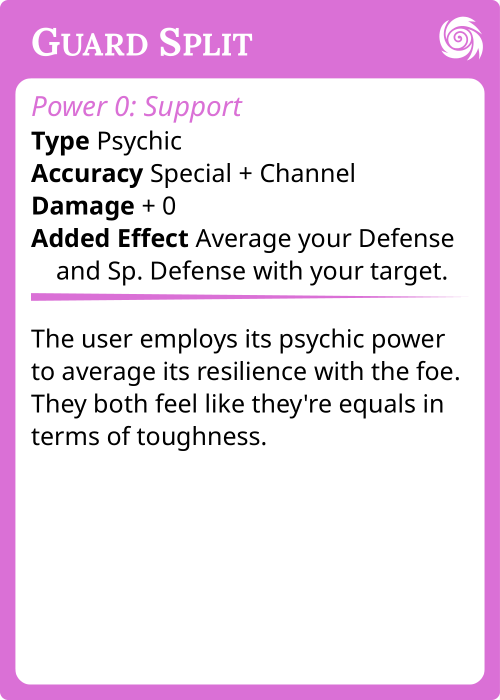 Guard Split
Power 0: Support
Type Psychic
Accuracy Special + Channel
Damage + 0
Added Effect Average your Defense
and Sp. Defense with your target.
The user employs its psychic power
to average its resilience with the foe.
They both feel like they're equals in
terms of toughness.